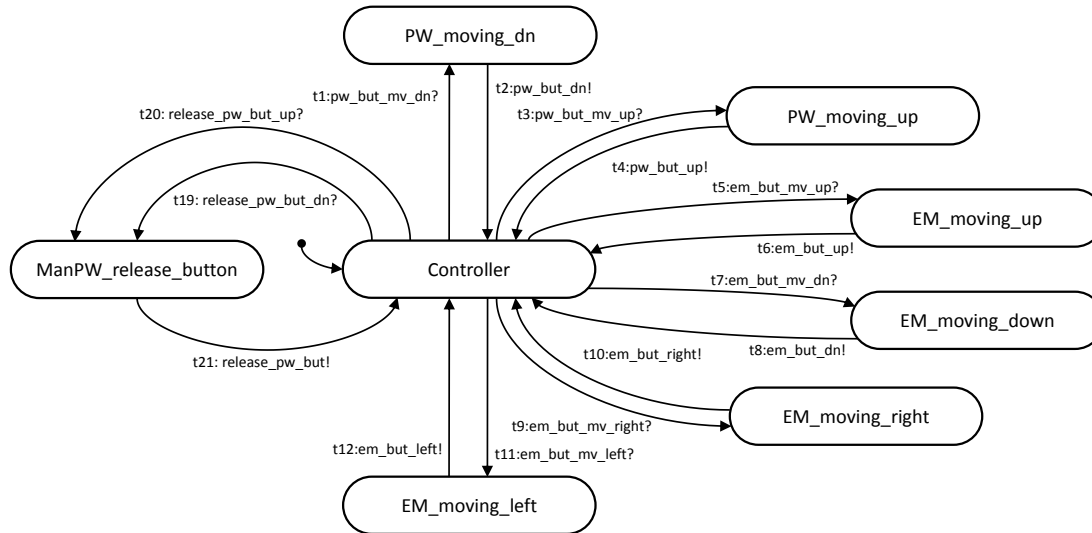 PW_moving_dn
t20: release_pw_but_up?
t1:pw_but_mv_dn?
t2:pw_but_dn!
t3:pw_but_mv_up?
PW_moving_up
t4:pw_but_up!
t19: release_pw_but_dn?
t5:em_but_mv_up?
EM_moving_up
t6:em_but_up!
ManPW_release_button
Controller
t7:em_but_mv_dn?
EM_moving_down
t8:em_but_dn!
t21: release_pw_but!
t10:em_but_right!
EM_moving_right
t9:em_but_mv_right?
t12:em_but_left!
t11:em_but_mv_left?
EM_moving_left